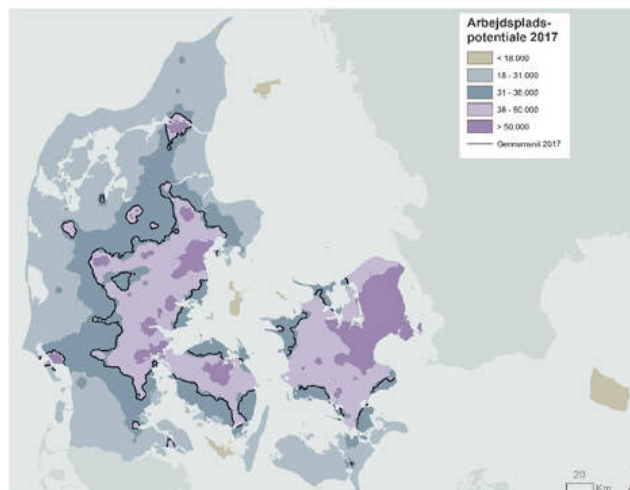 Arbejdsplads-
potentiale 2017
< 18.000
18 - 31.000
31 - 38.000
38 - 50.000
> 50.000
Gennemsnit 2017
20
Km